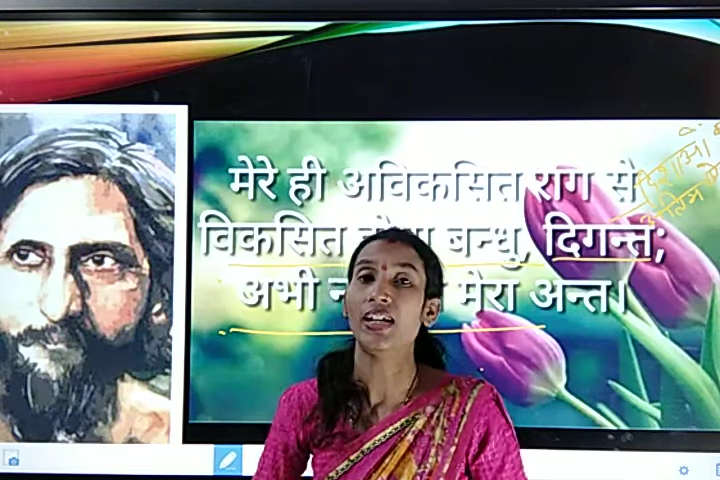 मेरे ही अविकसित राग से
विकसित बन्धु, दिगन्त;
अभी मेरा अन्त।
दिशाओं